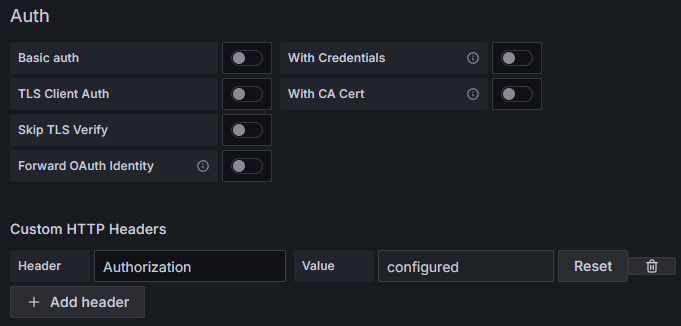 Auth
Basic auth With Credentials
TLS Client Auth With CA Cert
Skip TLS Verify
Forward OAuth Identity
Custom HTTP Headers
Header Authorization Value configured Reset
+ Add header